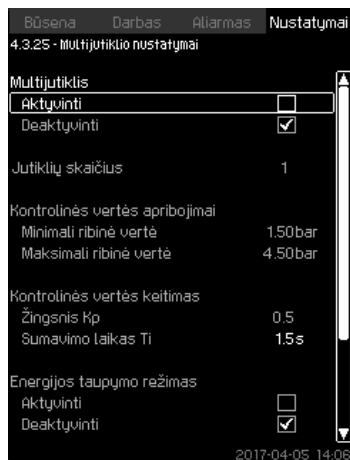 Būsena Darbas Aliarmas Nustatymai
4.3.25 - Multijutiklio nustatymai
Multijutiklis
Aktyvinti
Deaktyvinti
Jutiklių skaičius 1
Kontrolinės vertės apribojimai
Minimali ribinė vertė 1.50bar
Maksimali ribinė vertė 4.50bar
Kontrolinės vertės keitimas
Žingsnis Kp 0.5
Sumavimo laikas Ti 1.5s
Energijos taupymo režimas
Aktyvinti
Deaktyvinti
2017-04-05 14:06